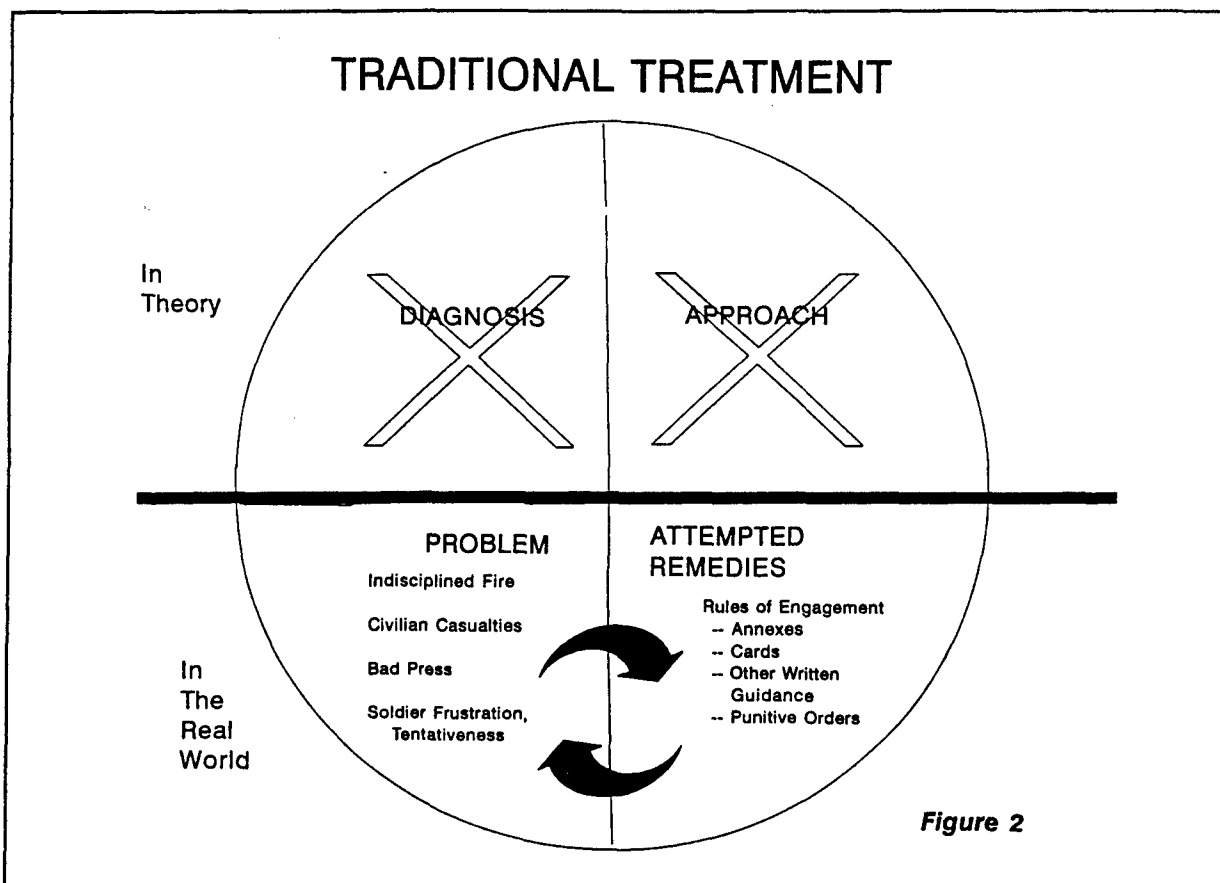 TRADITIONAL TREATMENT
In
Theory
DIAGNOSIS
APPROACH
PROBLEM
Indisciplined Fire
Civilian Casualties
Bad Press
Soldier Frustration,
Tentativeness
ATTEMPTED
REMEDIES
Rules of Engagement
-- Annexes
-- Cards
-- Other Written
Guidance
-- Punitive Orders
In
The
Real
World
Figure 2